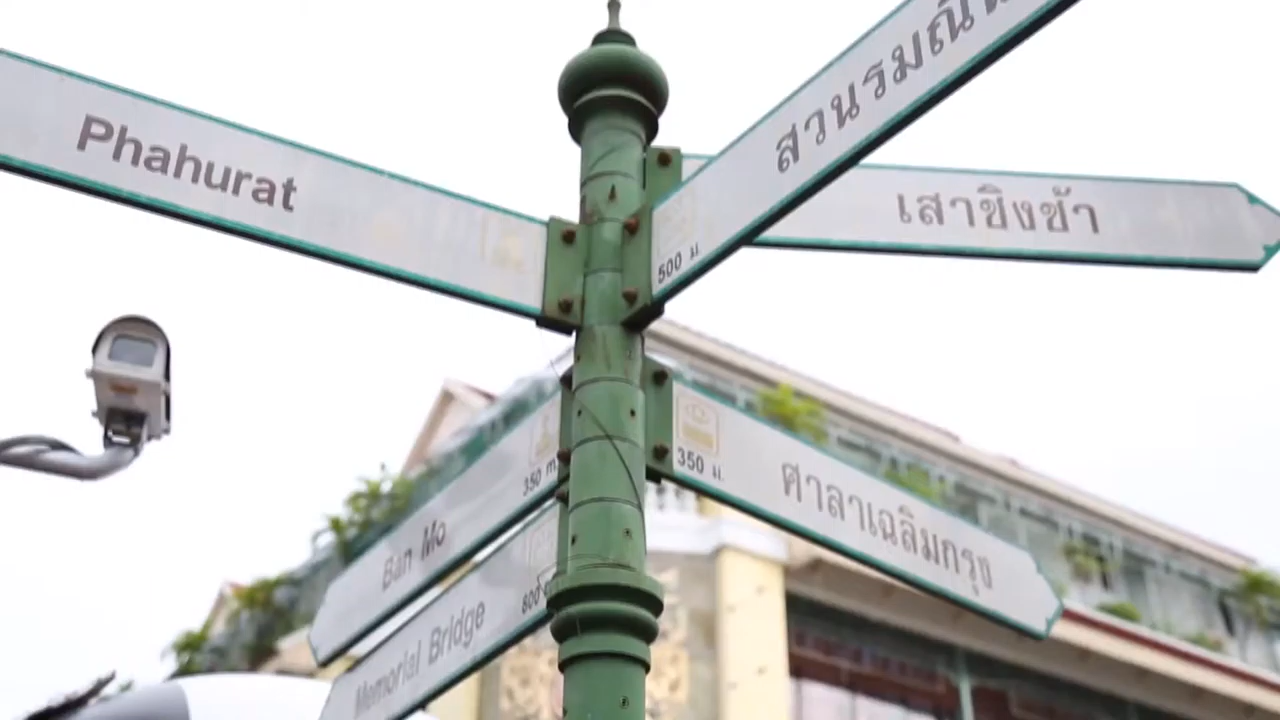 Phahurat
สวนรมณีน
500 ม.
เสาชิงช้า
350 m.
Ban Mo
350 ม.
ศาลาเฉลิมกรุง
800
Memorial Bridge